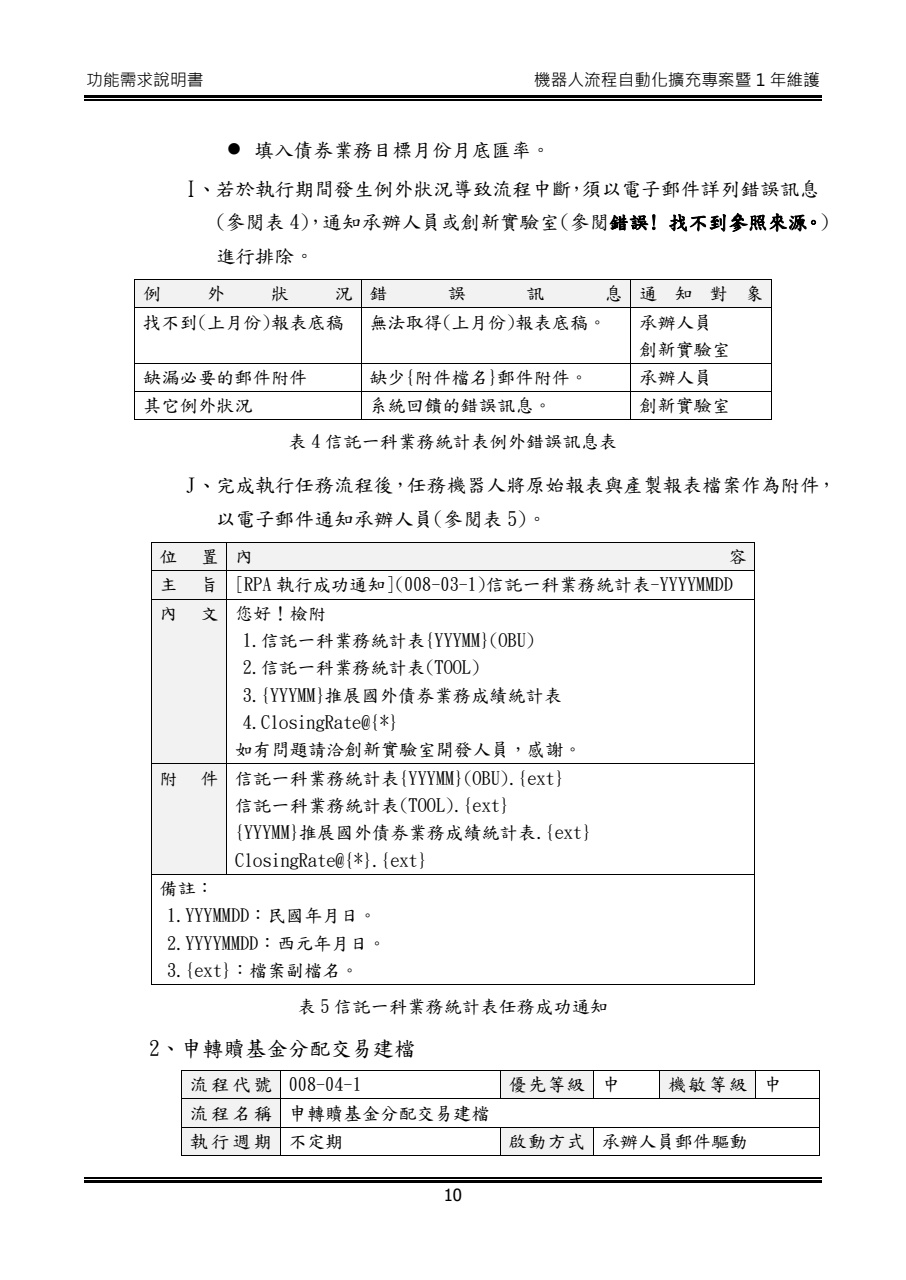 功能需求說明書 機器人流程自動化擴充專案暨 1 年維護
● 填入債券業務目標月份月底匯率。
I、若於執行期間發生例外狀況導致流程中斷，須以電子郵件詳列錯誤訊息
(參閱表 4)，通知承辦人員或創新實驗室(參閱錯誤! 找不到參照來源。)
進行排除。
例外狀況 錯誤訊息 通知對象
找不到(上月份)報表底稿 無法取得(上月份)報表底稿。 承辦人員
創新實驗室
缺漏必要的郵件附件 缺少{附件檔名}郵件附件。 承辦人員
其它例外狀況 系統回饋的錯誤訊息。 創新實驗室
表 4 信託一科業務統計表例外錯誤訊息表
J、完成執行任務流程後，任務機器人將原始報表與產製報表檔案作為附件，
以電子郵件通知承辦人員(參閱表 5)。
位置 內容
主旨 [RPA 執行成功通知](008-03-1)信託一科業務統計表-YYYYMMDD
內文 您好！檢附
1.信託一科業務統計表{YYYMM}(OBU)
2.信託一科業務統計表(TOOL)
3.{YYYMM}推展國外債券業務成績統計表
4.ClosingRate@{*}
如有問題請洽創新實驗室開發人員，感謝。
附件 信託一科業務統計表{YYYMM}(OBU).{ext}
信託一科業務統計表(TOOL).{ext}
{YYYMM}推展國外債券業務成績統計表.{ext}
ClosingRate@{*}.{ext}
備註：
1.YYYMMDD：民國年月日。
2.YYYYMMDD：西元年月日。
3.{ext}：檔案副檔名。
表 5 信託一科業務統計表任務成功通知
2、申轉贖基金分配交易建檔
流程代號 008-04-1 優先等級 中 機敏等級 中
流程名稱 申轉贖基金分配交易建檔
執行週期 不定期 啟動方式 承辦人員郵件驅動
10